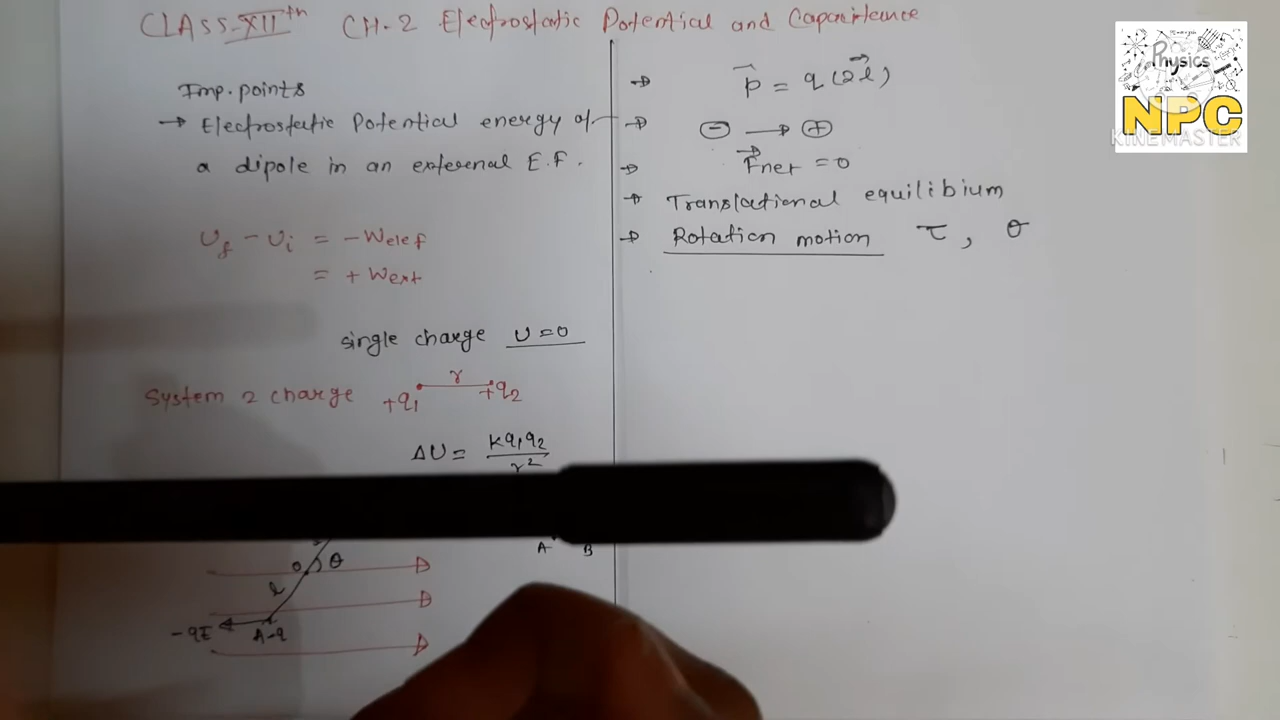 CLASS-XIIth CH-2 Electrostatic Potential and Capacitence
Imp. points
→ Electrostatic Potential energy of
a dipole in an external E.F.
Uf - Ui = -Welef
= + Wext
single charge U=0
System 2 charge +q1 r +q2
ΔU = kq1q2
r2
A B
O θ
l
-qE A-q
→ p = q(2l)
→ - → +
→ Fnet = 0
→ Translational equilibium
→ Rotation motion τ, θ
Physics
NPC
KINEMASTER